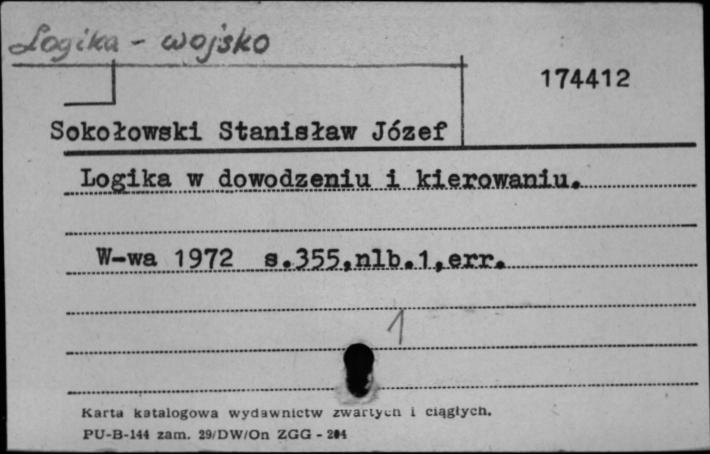 Logika - wojsko
174412
Sokołowski Stanisław Józef
Logika w dowodzeniu i kierowaniu.
W-wa 1972 s.355,nlb.1,err.
1
Karta katalogowa wydawnictw zwartych i ciągłych.
PU-B-144 zam. 29/DW/On ZGG - 204